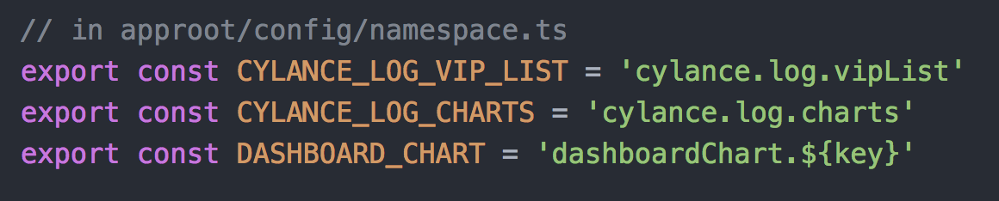 // in approot/config/namespace.ts
export const CYLANCE_LOG_VIP_LIST = 'cylance.log.vipList'
export const CYLANCE_LOG_CHARTS = 'cylance.log.charts'
export const DASHBOARD_CHART = 'dashboardChart.${key}'